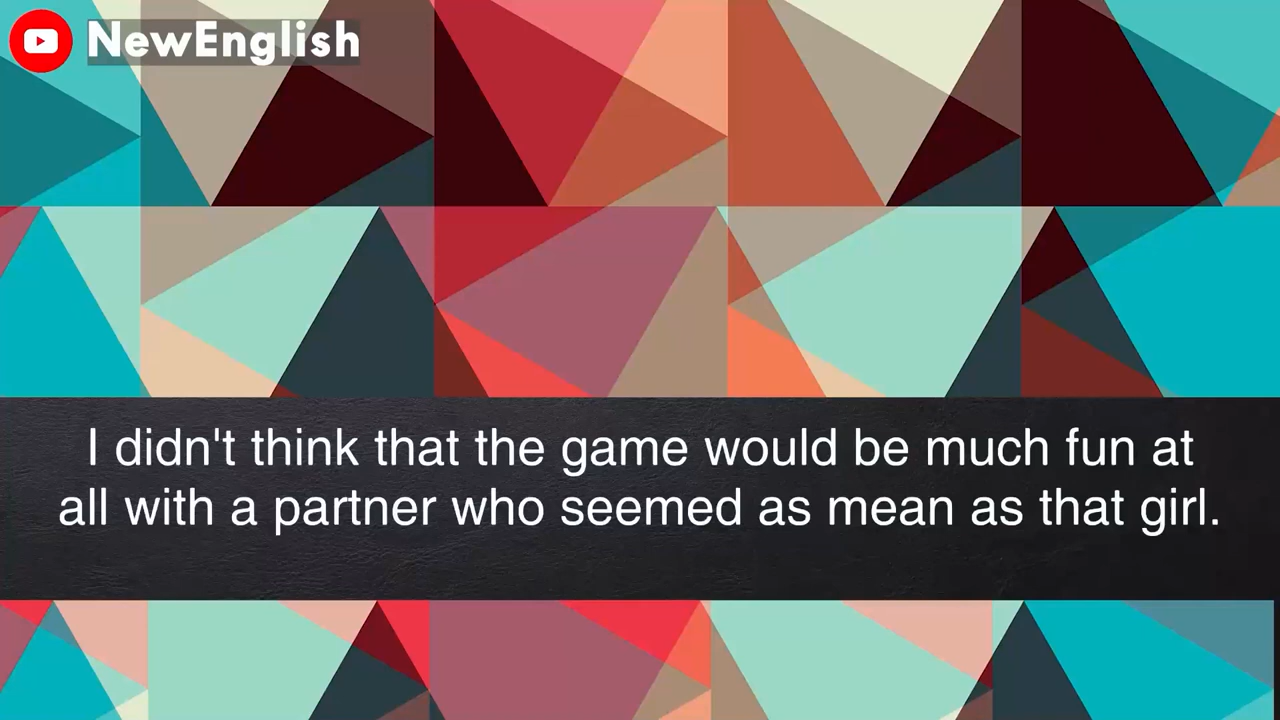 NewEnglish
I didn't think that the game would be much fun at
all with a partner who seemed as mean as that girl.